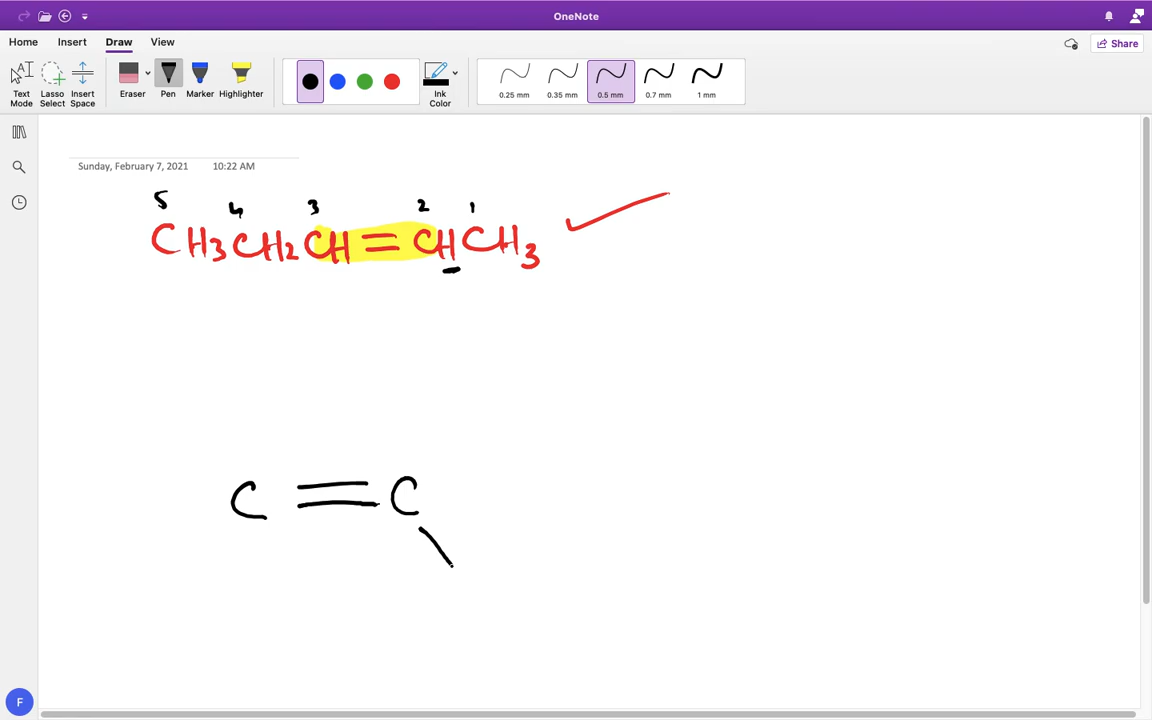 OneNote
Home Insert Draw View
Share
Text Mode Lasso Select Insert Space Eraser Pen Marker Highlighter Ink Color 0.25 mm 0.35 mm 0.5 mm 0.7 mm 1 mm
Sunday, February 7, 2021 10:22 AM
5 4 3 2 1
CH3CH2CH=CHCH3
C=C
F